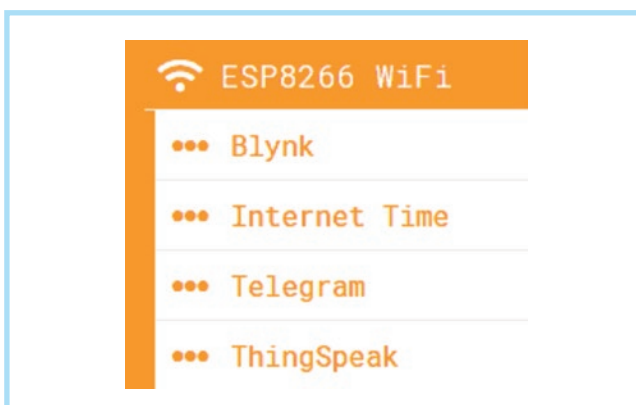 ESP8266 WiFi
Blynk
Internet Time
Telegram
ThingSpeak